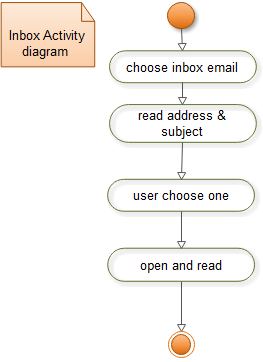 Inbox Activity
diagram
choose inbox email
read address &
subject
user choose one
open and read